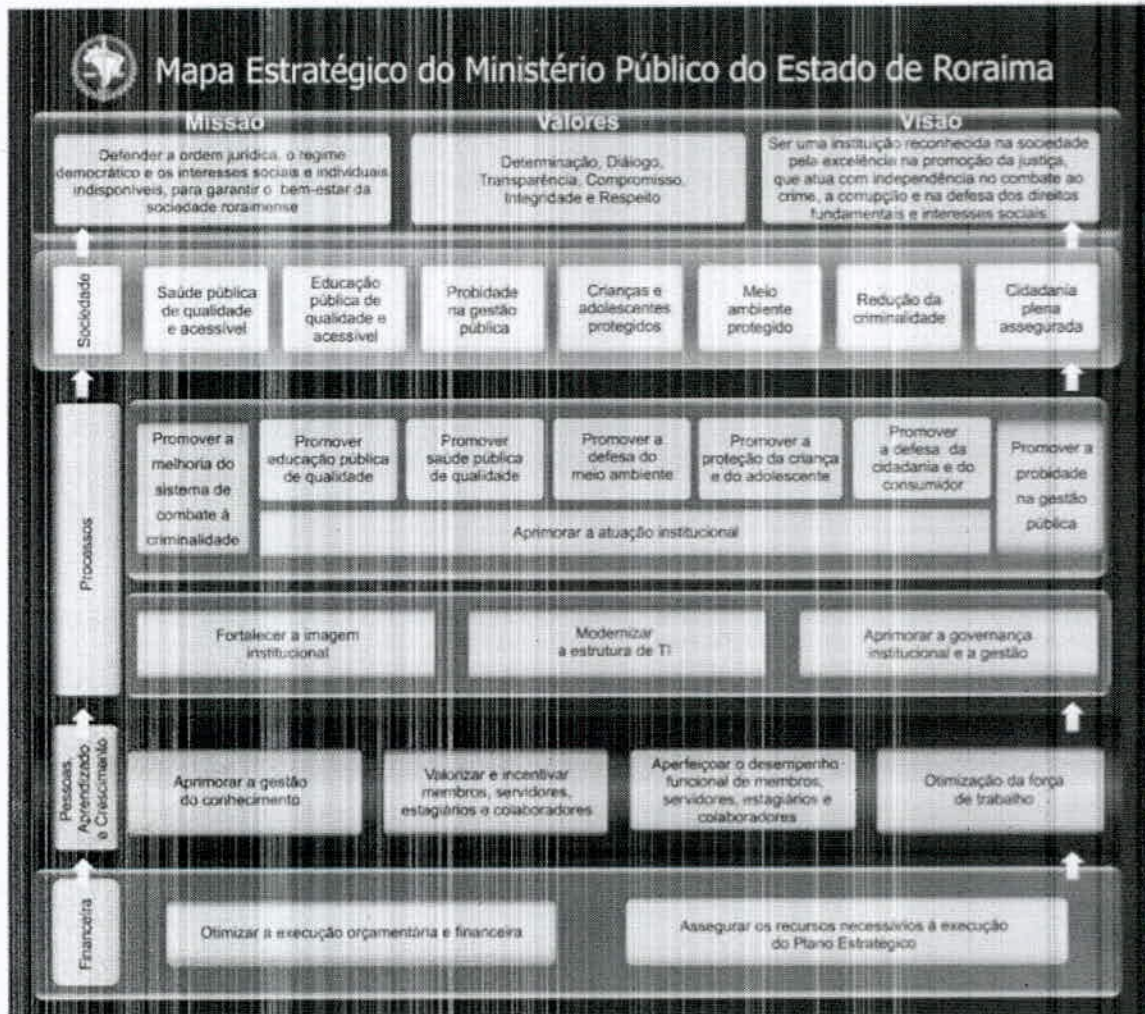 Mapa Estratégico do Ministério Público do Estado de Roraima
Missão
Defender a ordem jurídica, o regime
democrático e os interesses sociais e individuais
indisponíveis, para garantir o bem-estar da
sociedade roraimense
Valores
Determinação, Diálogo,
Transparência, Compromisso,
Integridade e Respeito
Visão
Ser uma instituição reconhecida na sociedade
pela excelência na promoção da justiça,
que atua com independência no combate ao
crime, a corrupção e na defesa dos direitos
fundamentais e interesses sociais
Sociedade
Saúde pública
de qualidade
e acessível
Educação
pública de
qualidade e
acessível
Probidade
na gestão
pública
Crianças e
adolescentes
protegidos
Meio
ambiente
protegido
Redução da
criminalidade
Cidadania
plena
assegurada
Processos
Promover a
melhoria do
sistema de
combate à
criminalidade
Promover
educação pública
de qualidade
Promover
saúde pública
de qualidade
Promover a
defesa do
meio ambiente
Promover a
proteção da criança
e do adolescente
Promover
a defesa da
cidadania e do
consumidor
Promover a
probidade
na gestão
pública
Aprimorar a atuação institucional
Fortalecer a imagem
institucional
Modernizar
a estrutura de TI
Aprimorar a governança
institucional e a gestão
Pessoas,
Aprendizado
e Crescimento
Aprimorar a gestão
do conhecimento
Valorizar e incentivar
membros, servidores,
estagiários e colaboradores
Aperfeiçoar o desempenho
funcional de membros,
servidores, estagiários e
colaboradores
Otimização da força
de trabalho
Financeira
Otimizar a execução orçamentária e financeira
Assegurar os recursos necessários à execução
do Plano Estratégico